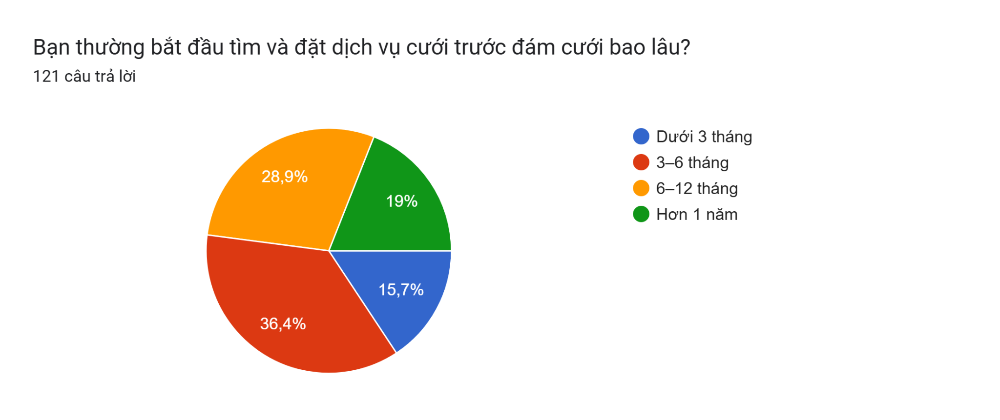 Bạn thường bắt đầu tìm và đặt dịch vụ cưới trước đám cưới bao lâu?
121 câu trả lời
Dưới 3 tháng
3–6 tháng
6–12 tháng
Hơn 1 năm
28,9%
19%
15,7%
36,4%